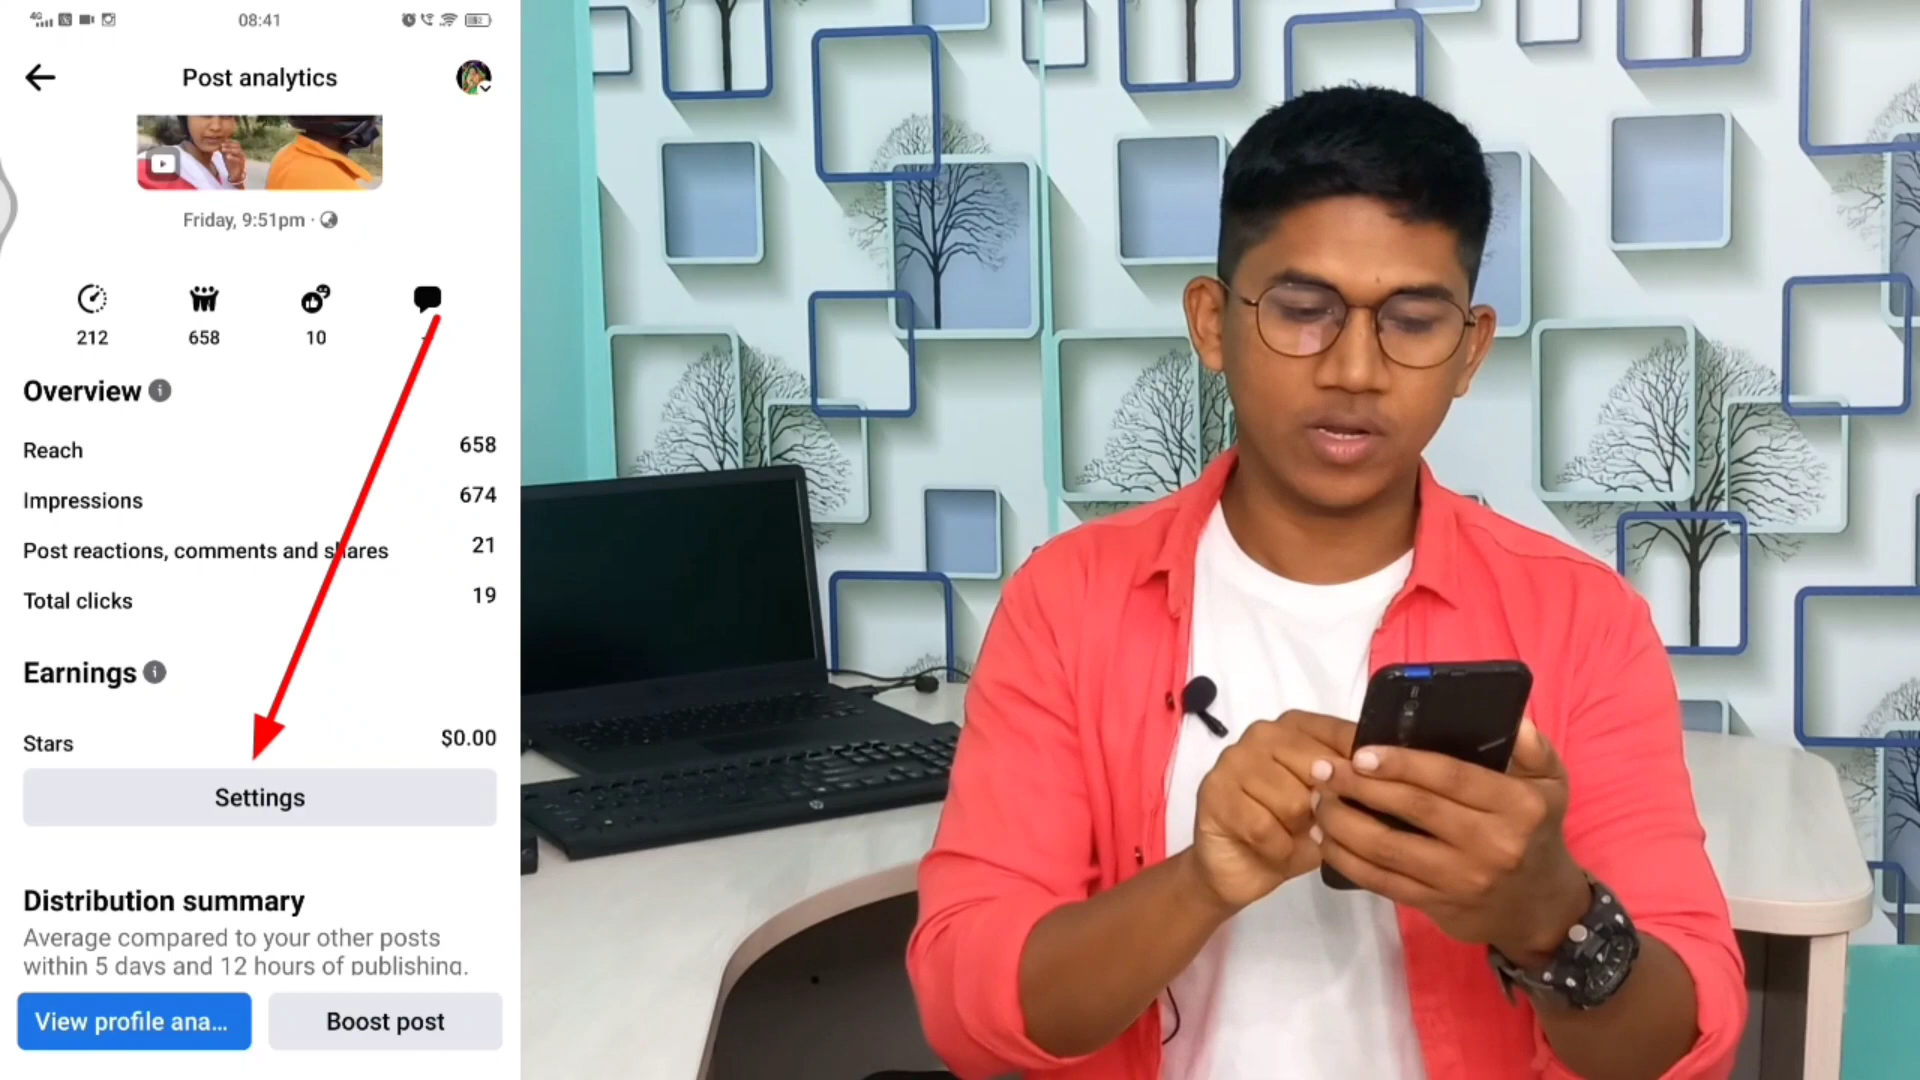 4G
08:41
82
Post analytics
Friday, 9:51pm ·
212
658
10
Overview
Reach
658
Impressions
674
Post reactions, comments and shares
21
Total clicks
19
Earnings
Stars
$0.00
Settings
Distribution summary
Average compared to your other posts
within 5 days and 12 hours of publishing.
View profile ana...
Boost post